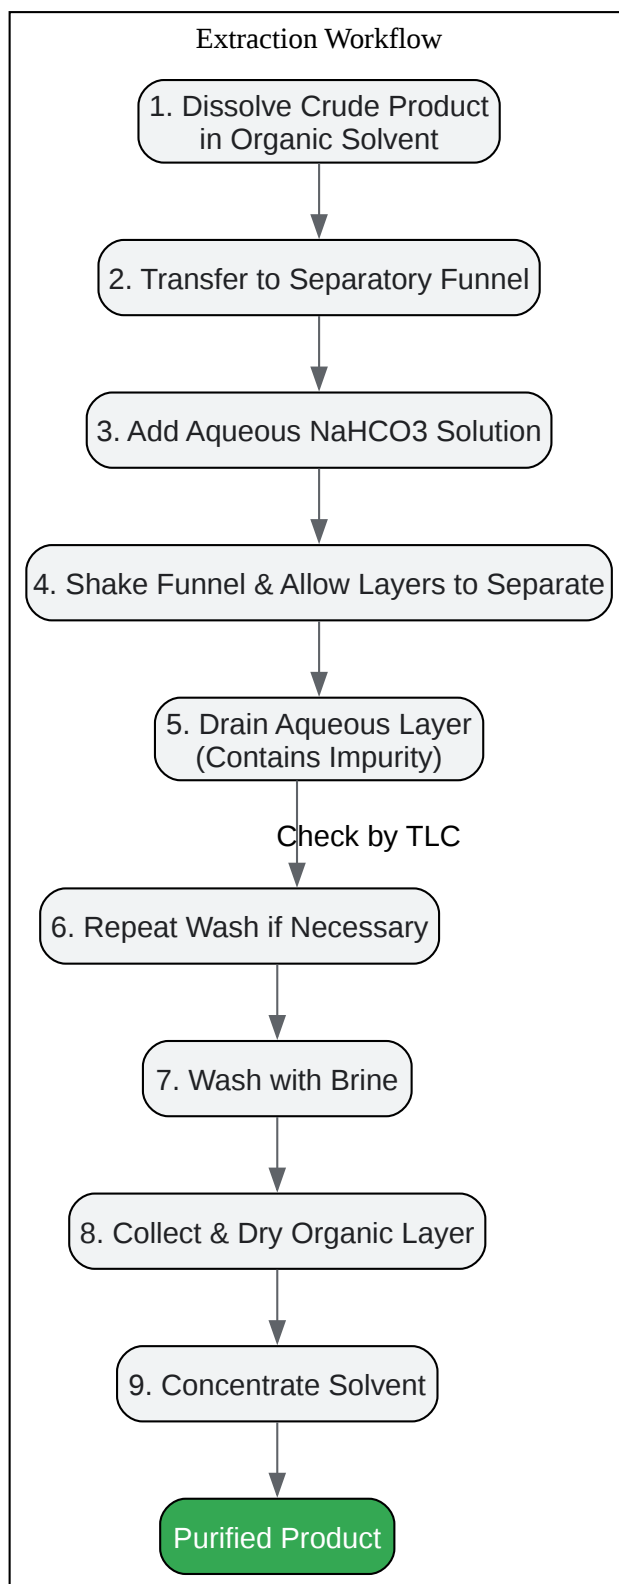 Extraction Workflow
1. Dissolve Crude Product
in Organic Solvent
2. Transfer to Separatory Funnel
3. Add Aqueous NaHCO3 Solution
4. Shake Funnel & Allow Layers to Separate
5. Drain Aqueous Layer
(Contains Impurity)
Check by TLC
6. Repeat Wash if Necessary
7. Wash with Brine
8. Collect & Dry Organic Layer
9. Concentrate Solvent
Purified Product